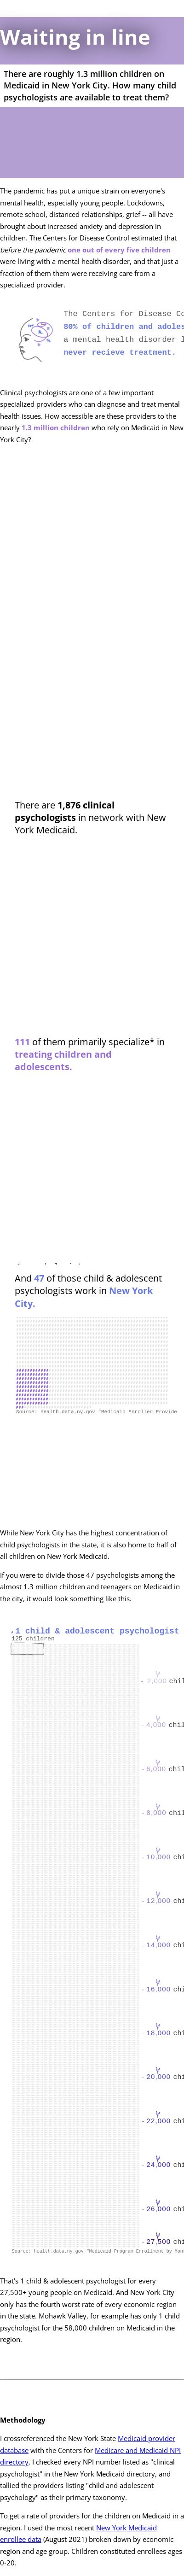 Waiting in line
There are roughly 1.3 million children on
Medicaid in New York City. How many child
psychologists are available to treat them?
The pandemic has put a unique strain on everyone's
mental health, especially young people. Lockdowns,
remote school, distanced relationships, grief -- all have
brought about increased anxiety and depression in
children. The Centers for Disease Control estimated that
before the pandemic one out of every five children
were living with a mental health disorder, and that just a
fraction of them them were receiving care from a
specialized provider.
The Centers for Disease Co
80% of children and adoles
a mental health disorder l
never recieve treatment.
Clinical psychologists are one of a few important
specialized providers who can diagnose and treat mental
health issues. How accessible are these providers to the
nearly 1.3 million children who rely on Medicaid in New
York City?
There are 1,876 clinical
psychologists in network with New
York Medicaid.
111 of them primarily specialize* in
treating children and
adolescents.
And 47 of those child & adolescent
psychologists work in New York
City.
Source: health.data.ny.gov "Medicaid Enrolled Provide
While New York City has the highest concentration of
child psychologists in the state, it is also home to half of
all children on New York Medicaid.
If you were to divide those 47 psychologists among
almost 1.3 million children and teenagers on Medicaid in
the city, it would look something like this.
1 child & adolescent psychologist
125 children
2,000 chil
4,000 chi
6,000 chi
8,000 chi
10,000 chi
12,000 chi
14,000 chi
16,000 chi
18,000 chi
20,000 chi
22,000 chi
24,000 chi
26,000 chi
27,500 chi
Source: health.data.ny.gov "Medicaid Program Enrollment by Mon
That's 1 child & adolescent psychologist for every
27,500+ young people on Medicaid. And New York City
only has the fourth worst rate of every economic region
in the state. Mohawk Valley, for example has only 1 child
psychologist for the 58,000 children on Medicaid in the
region.
Methodology
I crossreferenced the New York State Medicaid provider
database with the Centers for Medicare and Medicaid NPI
directory. I checked every NPI number listed as "clinical
psychologist" in the New York Medicaid directory, and
tallied the providers listing "child and adolescent
psychology" as their primary taxonomy.
To get a rate of providers for the children on Medicaid in a
region, I used the most recent New York Medicaid
enrollee data (August 2021) broken down by economic
region and age group. Children are counted enrollees ages
0-20.